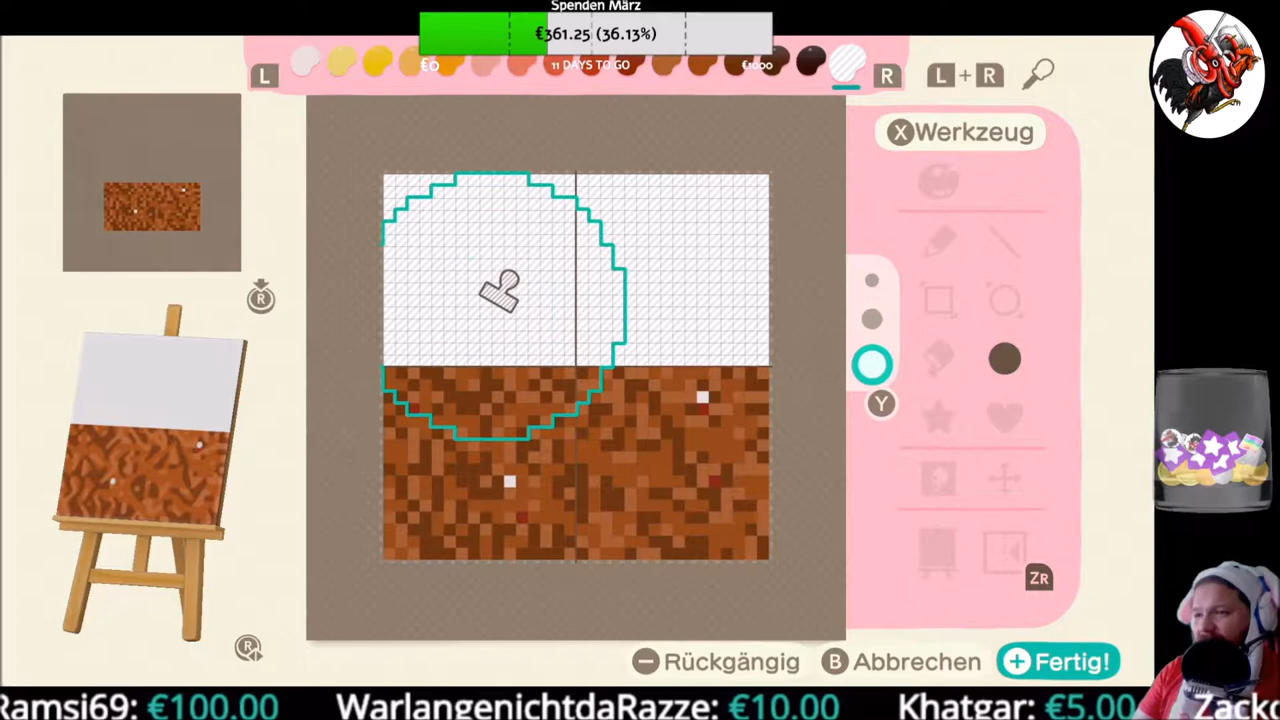 Spenden März
€361.25 (36.13%)
€0
11 DAYS TO GO
€1000
L
R
L + R
X Werkzeug
R
Y
ZR
R
Rückgängig
B Abbrechen
Fertig!
Ramsi69: €100.00 WarlangenichtdaRazze: €10.00 Khatgar: €5.00